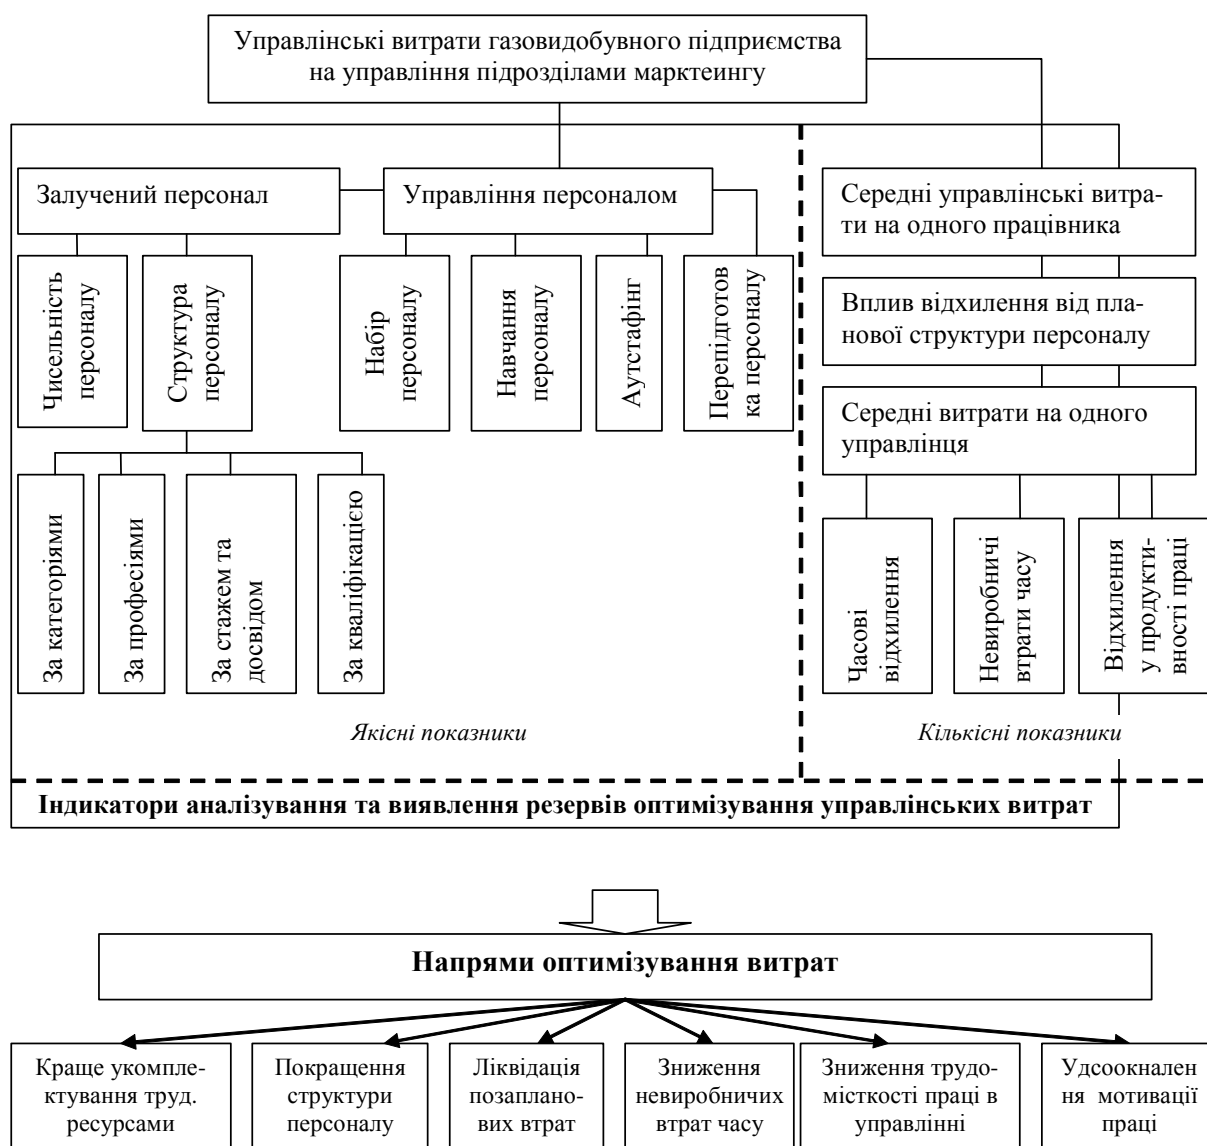 Управлінські витрати газовидобувного підприємства
на управління підрозділами марктеингу
Залучений персонал
Управління персоналом
Середні управлінські витра-
ти на одного працівника
Чисельність
персоналу
Структура
персоналу
Набір
персоналу
Навчання
персоналу
Аутстафінг
Перепідготов
ка персоналу
Вплив відхилення від пла-
нової структури персоналу
Середні витрати на одного
управлінця
За категоріями
За професіями
За стажем та
досвідом
За кваліфікацією
Часові
відхилення
Невиробничі
втрати часу
Відхилення
у продукти-
вності праці
Якісні показники
Кількісні показники
Індикатори аналізування та виявлення резервів оптимізування управлінських витрат
Напрями оптимізування витрат
Краще укомпле-
ктування труд.
ресурсами
Покращення
структури
персоналу
Ліквідація
позаплано-
вих втрат
Зниження
невиробничих
втрат часу
Зниження трудо-
місткості праці в
управлінні
Удсоокнален
ня мотивації
праці